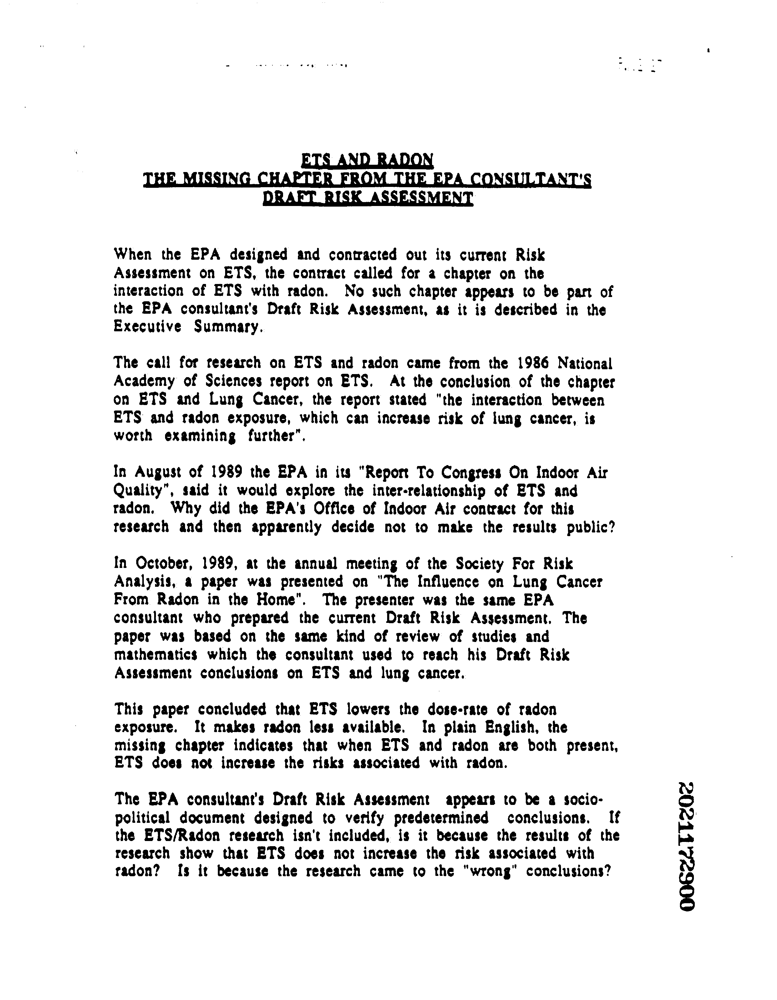 ETS AND RADON
THE MISSING CHAPTER FROM THE EPA CONSULTANT'S
DRAFT RISK ASSESSMENT
When the EPA designed and contracted out its current Risk
Assessment on ETS, the contract called for a chapter on the
interaction of ETS with radon. No such chapter appears to be part of
the EPA consultant's Draft Risk Assessment, as it is described in the
Executive Summary.
The call for research on ETS and radon came from the 1986 National
Academy of Sciences report on ETS. At the conclusion of the chapter
on ETS and Lung Cancer, the report stated "the interaction between
ETS and radon exposure, which can increase risk of lung cancer, is
worth examining further".
In August of 1989 the EPA in its "Report To Congress On Indoor Air
Quality", said it would explore the inter-relationship of ETS and
radon. Why did the EPA's Office of Indoor Air contract for this
research and then apparently decide not to make the results public?
In October, 1989, at the annual meeting of the Society For Risk
Analysis, a paper was presented on "The Influence on Lung Cancer
From Radon in the Home". The presenter was the same EPA
consultant who prepared the current Draft Risk Assessment. The
paper was based on the same kind of review of studies and
mathematics which the consultant used to reach his Draft Risk
Assessment conclusions on ETS and lung cancer.
This paper concluded that ETS lowers the dose-rate of radon
exposure. It makes radon less available. In plain English, the
missing chapter indicates that when ETS and radon are both present,
ETS does not increase the risks associated with radon.
The EPA consultant's Draft Risk Assessment appears to be a socio-
political document designed to verify predetermined conclusions. If
the ETS/Radon research isn't included, is it because the results of the
research show that ETS does not increase the risk associated with
radon? Is it because the research came to the "wrong" conclusions?
2021172900